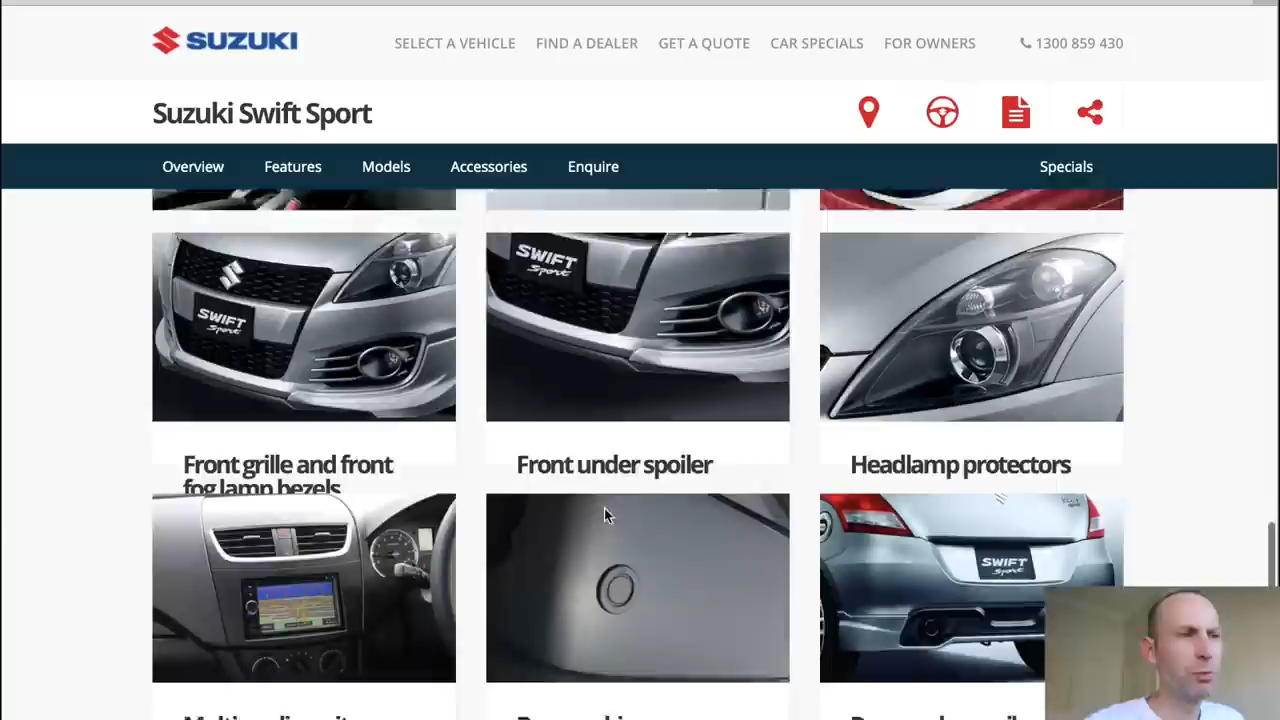 SUZUKI
SELECT A VEHICLE
FIND A DEALER
GET A QUOTE
CAR SPECIALS
FOR OWNERS
1300 859 430
Suzuki Swift Sport
Overview
Features
Models
Accessories
Enquire
Specials
SWIFT
Sport
SWIFT
Sport
Front grille and front
fog lamp bezels
Front under spoiler
Headlamp protectors
SWIFT
Sport